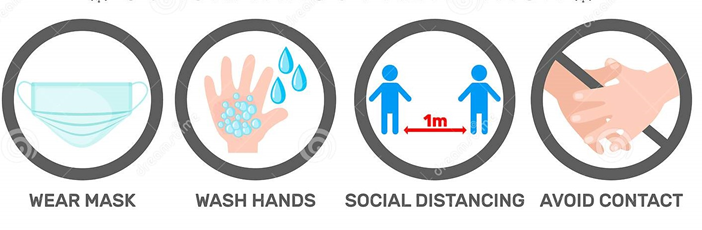 1m
WEAR MASK
WASH HANDS
SOCIAL DISTANCING
AVOID CONTACT